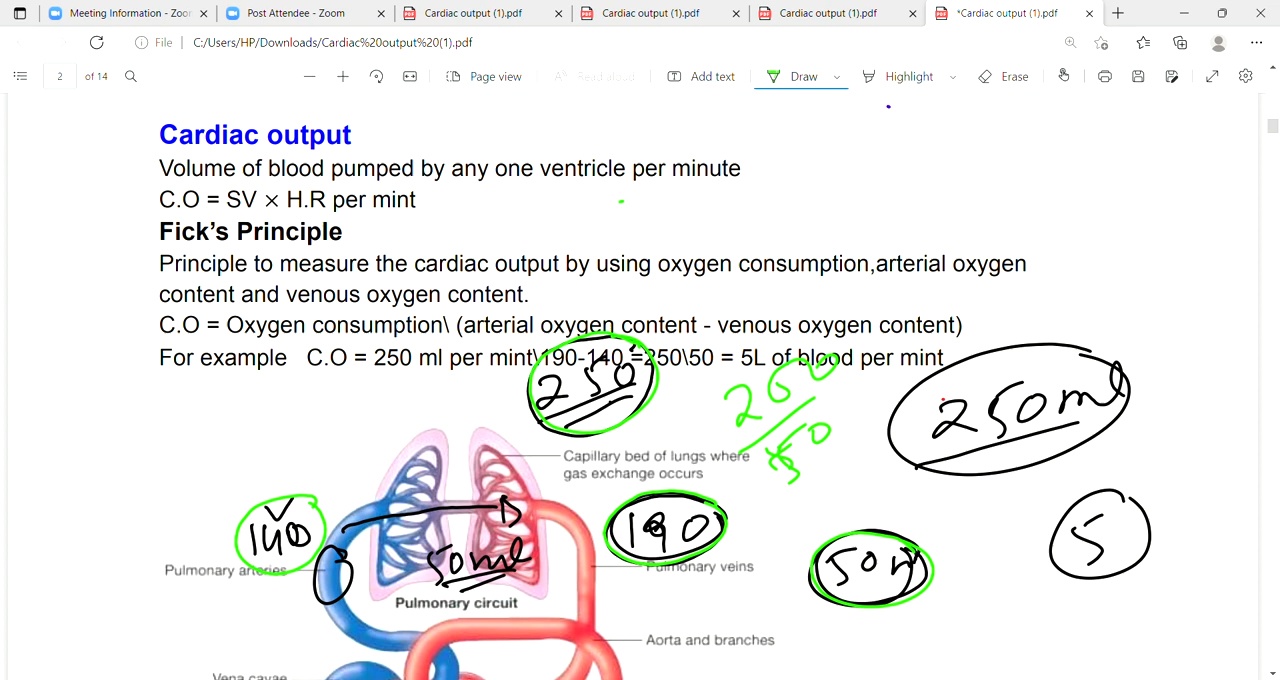 Meeting Information - Zoor
Post Attendee - Zoom
Cardiac output (1).pdf
Cardiac output (1).pdf
Cardiac output (1).pdf
*Cardiac output (1).pdf
File
C:/Users/HP/Downloads/Cardiac%20output%20(1).pdf
2 of 14
Page view
Read aloud
Add text
Draw
Highlight
Erase
Cardiac output
Volume of blood pumped by any one ventricle per minute
C.O = SV × H.R per mint
Fick's Principle
Principle to measure the cardiac output by using oxygen consumption,arterial oxygen
content and venous oxygen content.
C.O = Oxygen consumption\ (arterial oxygen content - venous oxygen content)
For example C.O = 250 ml per mint\190-140 =250\50 = 5L of blood per mint
250
250
50
250ml
Capillary bed of lungs where
gas exchange occurs
140
190
5
50ml
50
Pulmonary arteries
Pulmonary veins
Pulmonary circuit
Aorta and branches
Vena cavae